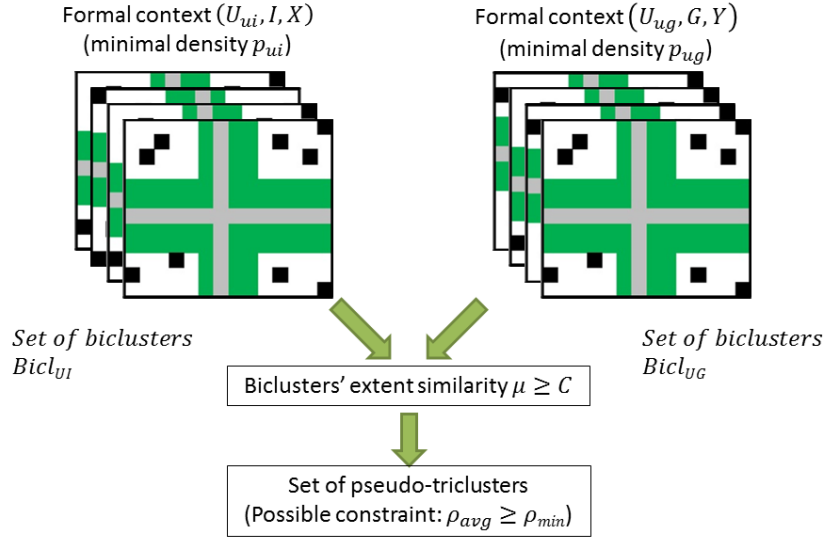 Formal context (U_ui, I, X)
(minimal density p_ui)
Formal context (U_ug, G, Y)
(minimal density p_ug)
Set of biclusters
Bicl_UI
Set of biclusters
Bicl_UG
Biclusters' extent similarity μ ≥ C
Set of pseudo-triclusters
(Possible constraint: ρ_avg ≥ ρ_min)